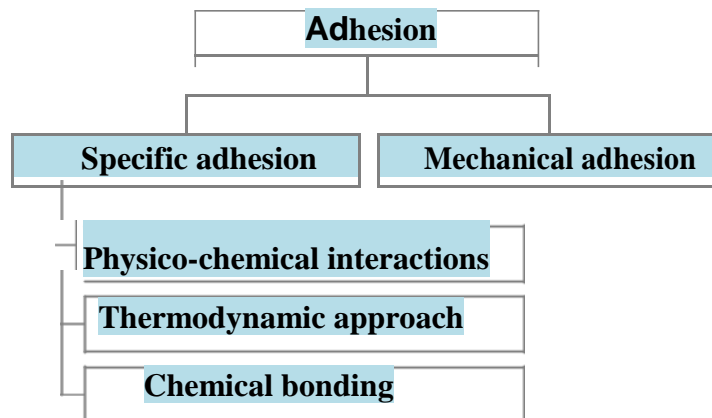 Adhesion
Specific adhesion
Mechanical adhesion
Physico-chemical interactions
Thermodynamic approach
Chemical bonding